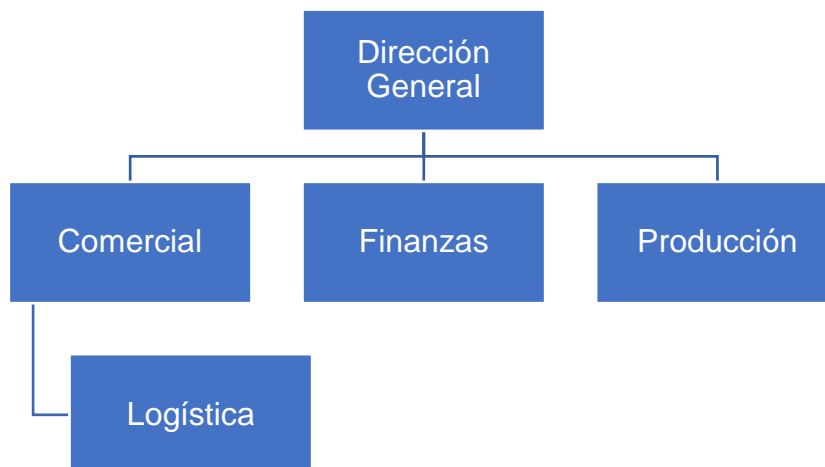 Dirección
General
Comercial
Finanzas
Producción
Logística